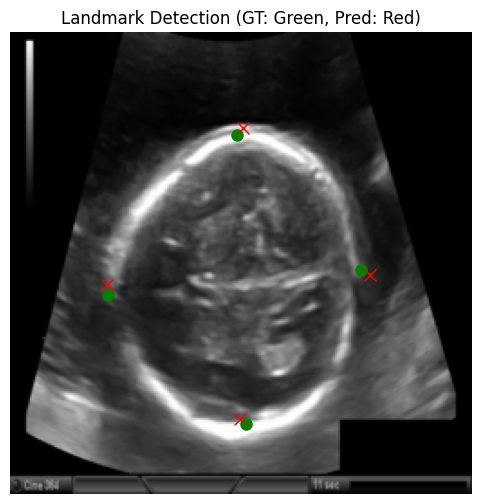 Landmark Detection (GT: Green, Pred: Red)
Cine 364
11 sec